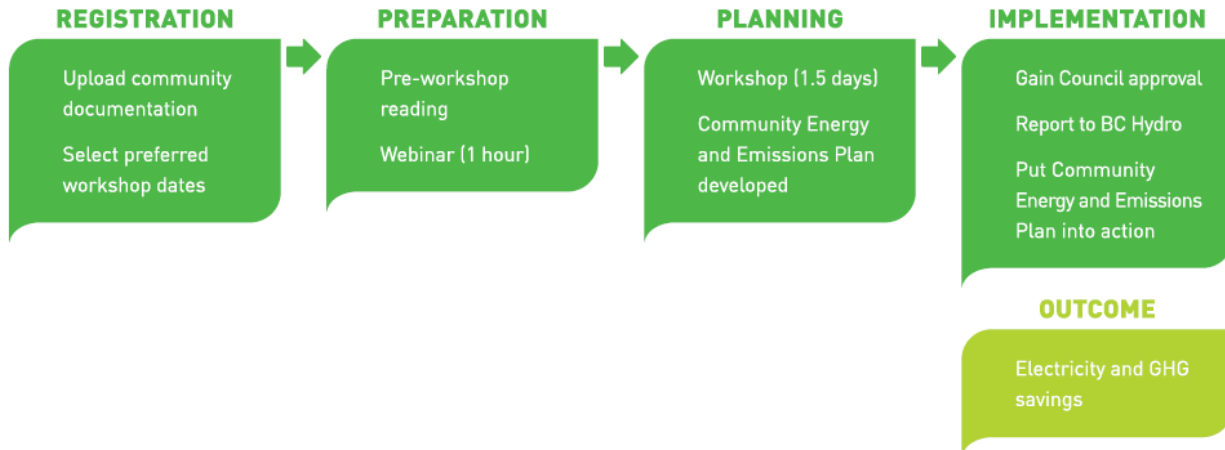 REGISTRATION
Upload community
documentation
Select preferred
workshop dates
PREPARATION
Pre-workshop
reading
Webinar (1 hour)
PLANNING
Workshop (1.5 days)
Community Energy
and Emissions Plan
developed
IMPLEMENTATION
Gain Council approval
Report to BC Hydro
Put Community
Energy and Emissions
Plan into action
OUTCOME
Electricity and GHG
savings